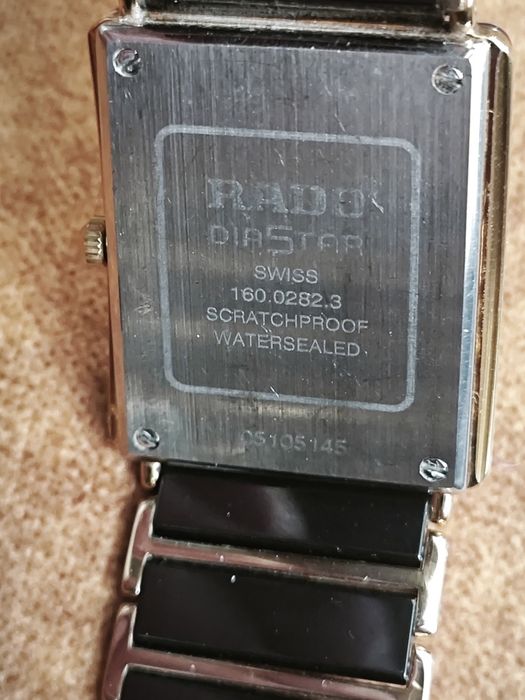 RADO
DIASTAR
SWISS
160.0282.3
SCRATCHPROOF
WATERSEALED
05105145